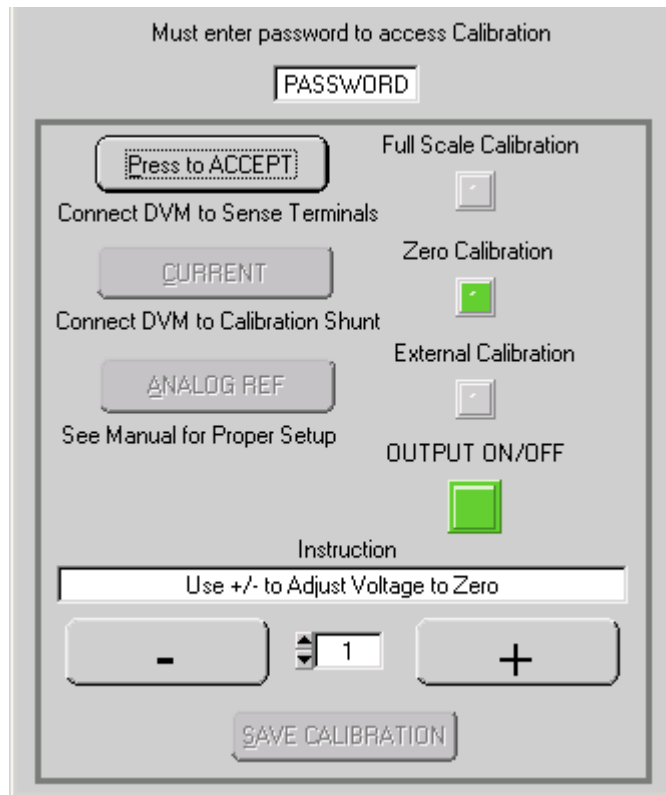 Must enter password to access Calibration
PASSWORD
Press to ACCEPT
Full Scale Calibration
Connect DVM to Sense Terminals
CURRENT
Zero Calibration
Connect DVM to Calibration Shunt
External Calibration
ANALOG REF
See Manual for Proper Setup
OUTPUT ON/OFF
Instruction
Use +/- to Adjust Voltage to Zero
- 1 +
SAVE CALIBRATION